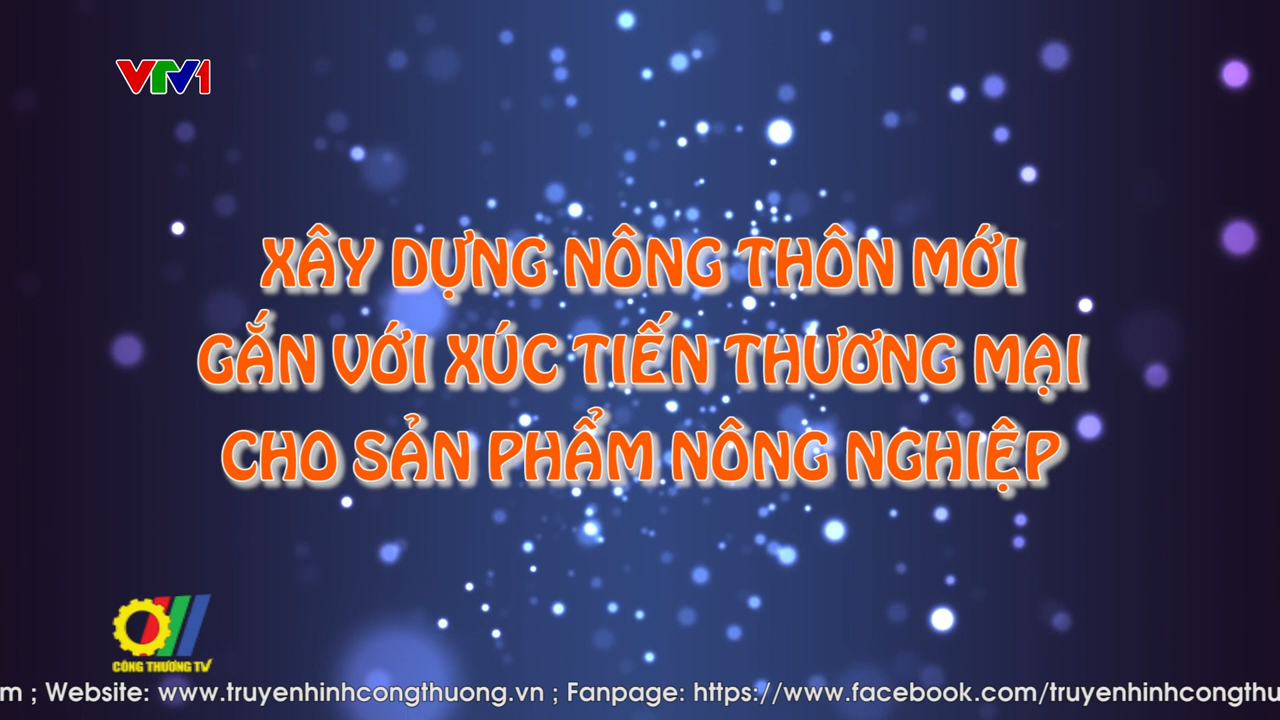 VTV1
XÂY DỰNG NÔNG THÔN MỚI
GẮN VỚI XÚC TIẾN THƯƠNG MẠI
CHO SẢN PHẨM NÔNG NGHIỆP
CÔNG THƯƠNG TV
m ; Website: www.truyenhinhcongthuong.vn ; Fanpage: https://www.facebook.com/truyenhinhcongthu